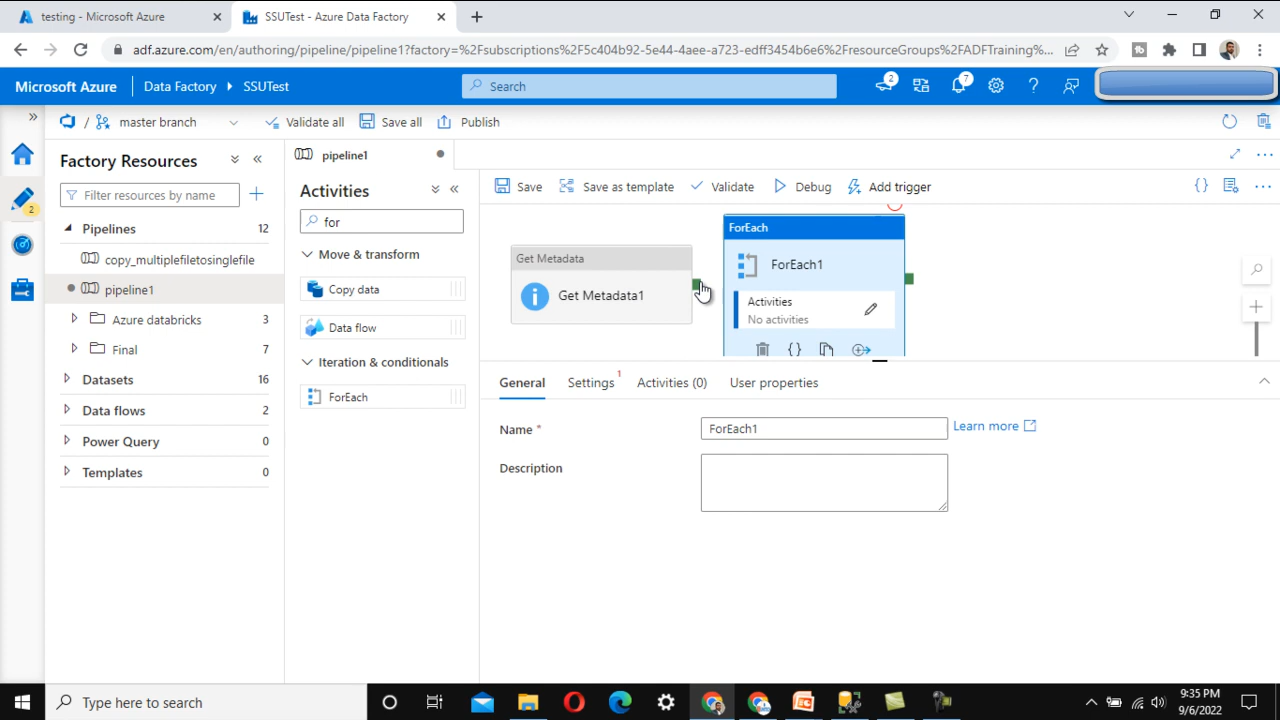 testing - Microsoft Azure
SSUTest - Azure Data Factory
adf.azure.com/en/authoring/pipeline/pipeline1?factory=%2Fsubscriptions%2F5c404b92-5e44-4aee-a723-edff3454b6e6%2FresourceGroups%2FADFTraining%...
Microsoft Azure
Data Factory
SSUTest
Search
2
7
master branch
Validate all
Save all
Publish
Factory Resources
Filter resources by name
Pipelines 12
copy_multiplefiletosinglefile
pipeline1
Azure databricks 3
Final 7
Datasets 16
Data flows 2
Power Query 0
Templates 0
2
pipeline1
Activities
for
Move & transform
Copy data
Data flow
Iteration & conditionals
ForEach
Save
Save as template
Validate
Debug
Add trigger
Get Metadata
Get Metadata1
ForEach
ForEach1
Activities
No activities
General
Settings 1
Activities (0)
User properties
Name *
ForEach1
Learn more
Description
Type here to search
9:35 PM
9/6/2022